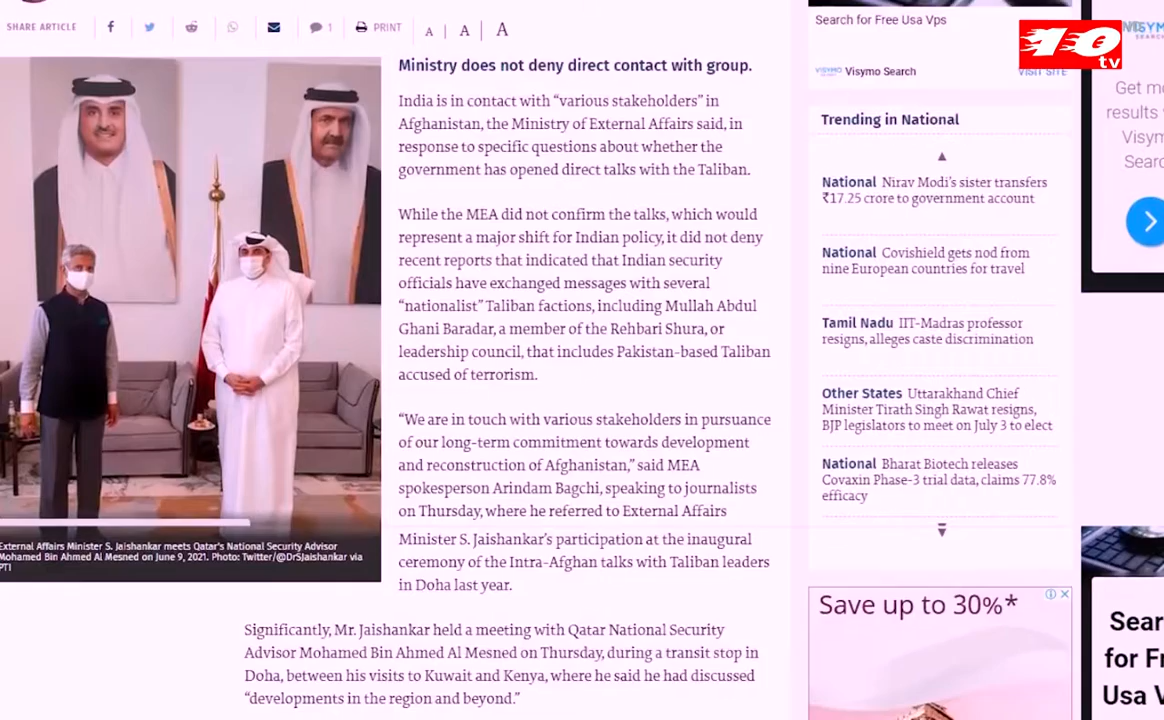 SHARE ARTICLE
1
PRINT
A | A | A
Ministry does not deny direct contact with group.
India is in contact with “various stakeholders” in
Afghanistan, the Ministry of External Affairs said, in
response to specific questions about whether the
government has opened direct talks with the Taliban.
While the MEA did not confirm the talks, which would
represent a major shift for Indian policy, it did not deny
recent reports that indicated that Indian security
officials have exchanged messages with several
“nationalist” Taliban factions, including Mullah Abdul
Ghani Baradar, a member of the Rehbari Shura, or
leadership council, that includes Pakistan-based Taliban
accused of terrorism.
“We are in touch with various stakeholders in pursuance
of our long-term commitment towards development
and reconstruction of Afghanistan,” said MEA
spokesperson Arindam Bagchi, speaking to journalists
on Thursday, where he referred to External Affairs
Minister S. Jaishankar’s participation at the inaugural
ceremony of the Intra-Afghan talks with Taliban leaders
in Doha last year.
External Affairs Minister S. Jaishankar meets Qatar's National Security Advisor
Mohamed Bin Ahmed Al Mesned on June 9, 2021. Photo: Twitter/@DrSJaishankar via
PTI
Significantly, Mr. Jaishankar held a meeting with Qatar National Security
Advisor Mohamed Bin Ahmed Al Mesned on Thursday, during a transit stop in
Doha, between his visits to Kuwait and Kenya, where he said he had discussed
“developments in the region and beyond.”
Search for Free Usa Vps
VISYMO SEARCH
Visymo Search
VISIT SITE
10
tv
Trending in National
National Nirav Modi’s sister transfers
₹17.25 crore to government account
National Covishield gets nod from
nine European countries for travel
Tamil Nadu IIT-Madras professor
resigns, alleges caste discrimination
Other States Uttarakhand Chief
Minister Tirath Singh Rawat resigns,
BJP legislators to meet on July 3 to elect
National Bharat Biotech releases
Covaxin Phase-3 trial data, claims 77.8%
efficacy
Save up to 30%*
Get mo
results
Visym
Searc
Sear
for Fr
Usa V